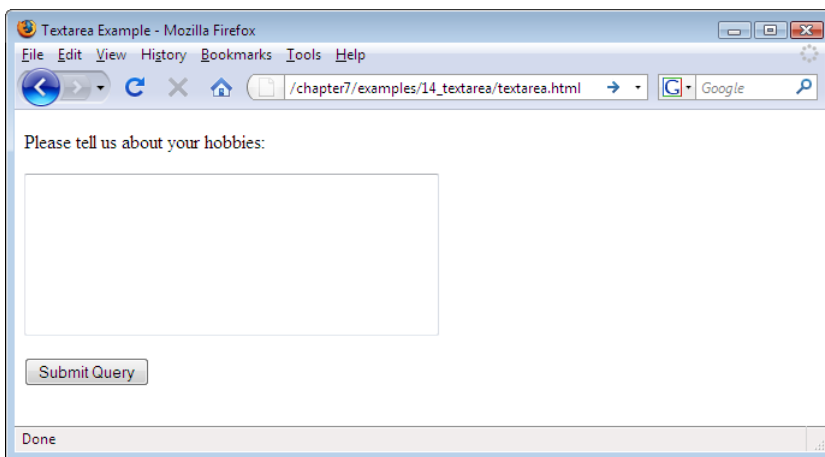 Textarea Example - Mozilla Firefox
File Edit View History Bookmarks Tools Help
/chapter7/examples/14_textarea/textarea.html G Google
Please tell us about your hobbies:
Submit Query
Done